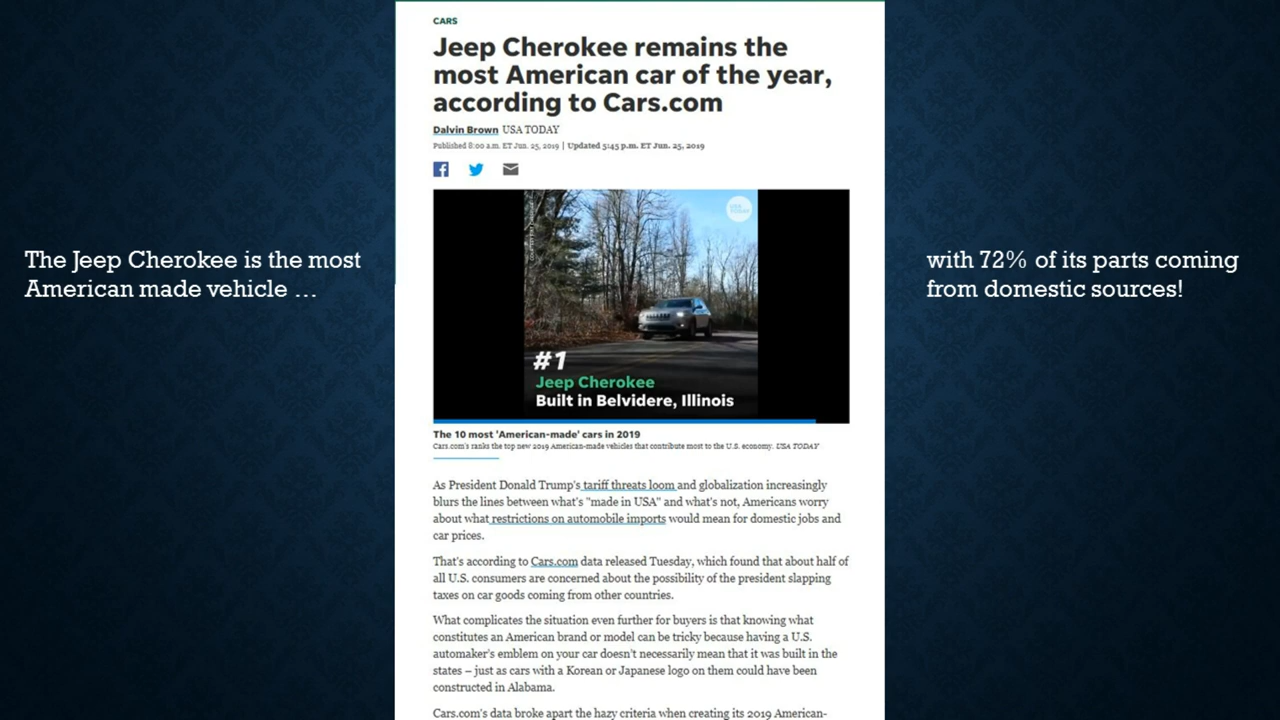 CARS
Jeep Cherokee remains the
most American car of the year,
according to Cars.com
Dalvin Brown USA TODAY
Published 8:00 a.m. ET Jun. 25, 2019 | Updated 5:45 p.m. ET Jun. 25, 2019
The Jeep Cherokee is the most
American made vehicle …
with 72% of its parts coming
from domestic sources!
USA TODAY
#1
Jeep Cherokee
Built in Belvidere, Illinois
The 10 most 'American-made' cars in 2019
Cars.com's ranks the top new 2019 American-made vehicles that contribute most to the U.S. economy. USA TODAY
As President Donald Trump's tariff threats loom and globalization increasingly
blurs the lines between what's "made in USA" and what's not, Americans worry
about what restrictions on automobile imports would mean for domestic jobs and
car prices.
That's according to Cars.com data released Tuesday, which found that about half of
all U.S. consumers are concerned about the possibility of the president slapping
taxes on car goods coming from other countries.
What complicates the situation even further for buyers is that knowing what
constitutes an American brand or model can be tricky because having a U.S.
automaker's emblem on your car doesn't necessarily mean that it was built in the
states – just as cars with a Korean or Japanese logo on them could have been
constructed in Alabama.
Cars.com's data broke apart the hazy criteria when creating its 2019 American-